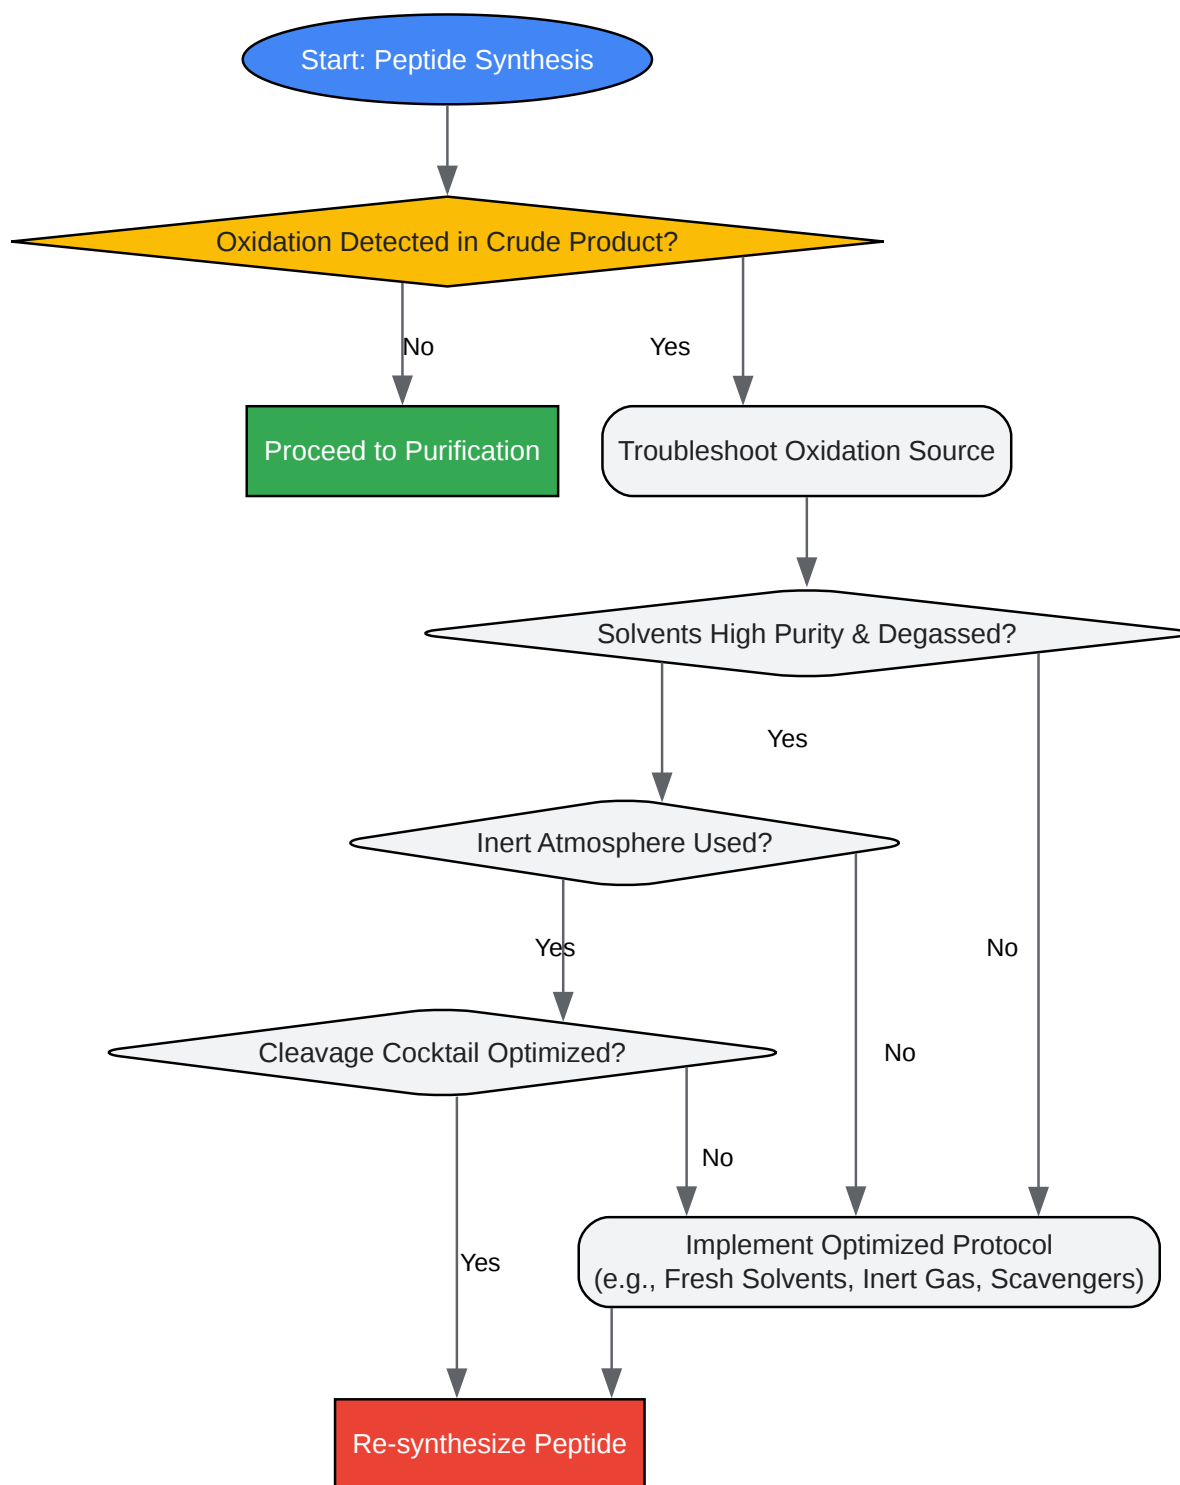 Start: Peptide Synthesis
Oxidation Detected in Crude Product?
No
Yes
Proceed to Purification
Troubleshoot Oxidation Source
Solvents High Purity & Degassed?
Yes
Inert Atmosphere Used?
Yes
No
Cleavage Cocktail Optimized?
No
No
Implement Optimized Protocol
(e.g., Fresh Solvents, Inert Gas, Scavengers)
Yes
Re-synthesize Peptide